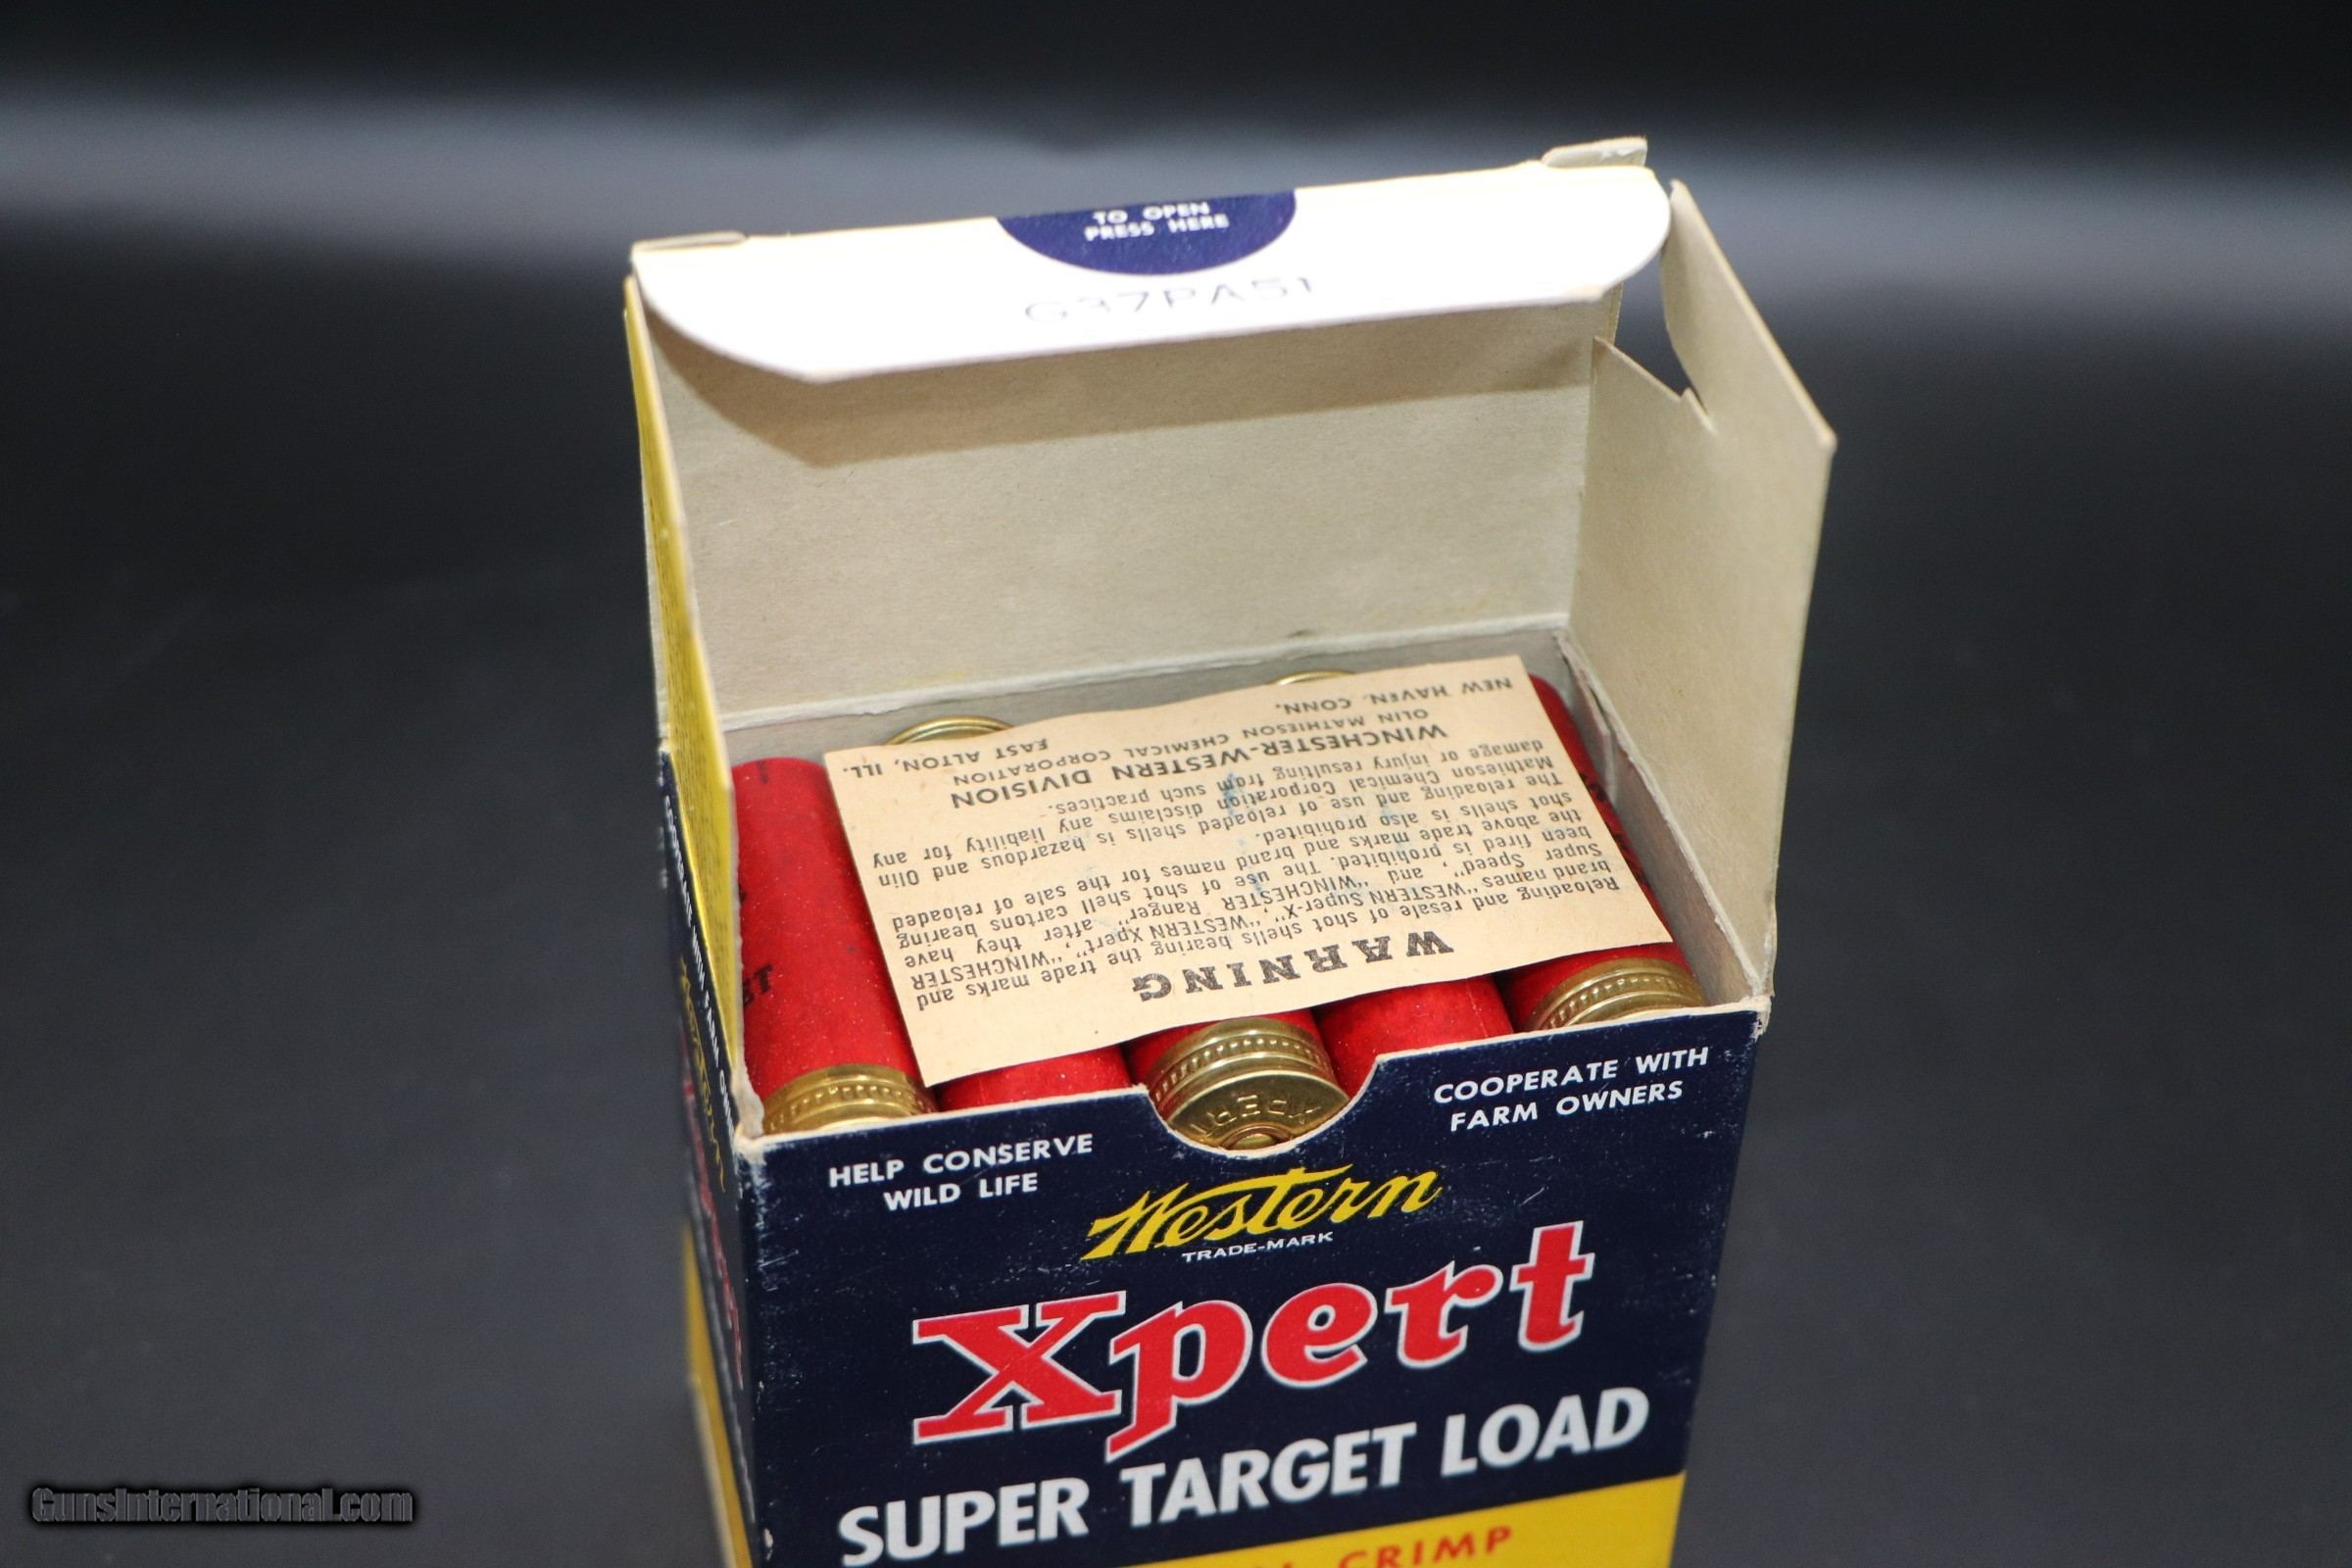 TO OPEN
PRESS HERE
G37PA51
WARNING
Reloading and resale of shot shells bearing the trade marks and
brand names "WESTERN Super-X", "WESTERN Xpert", "WINCHESTER
Super Speed", and "WINCHESTER Ranger", after they have
been fired is prohibited. The use of shot shell cartons bearing
the above trade marks and brand names for the sale of reloaded
shot shells is also prohibited.
The reloading and use of reloaded shells is hazardous and Olin
Mathieson Chemical Corporation disclaims any liability for any
damage or injury resulting from such practices.
WINCHESTER-WESTERN DIVISION
OLIN MATHIESON CHEMICAL CORPORATION
NEW HAVEN, CONN. EAST ALTON, ILL.
XPERT
HELP CONSERVE
WILD LIFE
COOPERATE WITH
FARM OWNERS
Western
TRADE-MARK
Xpert
SUPER TARGET LOAD
CRIMP
COOPERATE WITH FARM
Western
GunsInternational.com